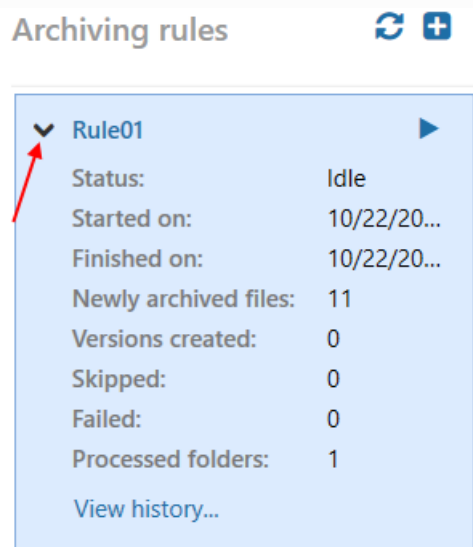 Archiving rules
Rule01
Status: Idle
Started on: 10/22/20...
Finished on: 10/22/20...
Newly archived files: 11
Versions created: 0
Skipped: 0
Failed: 0
Processed folders: 1
View history...